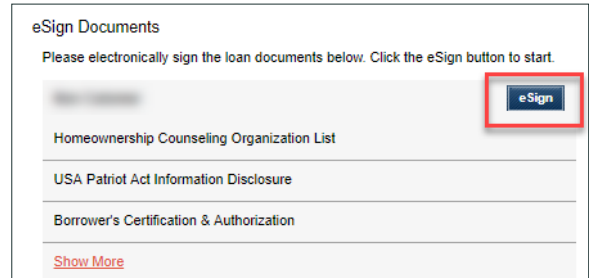 eSign Documents
Please electronically sign the loan documents below. Click the eSign button to start.
eSign
Homeownership Counseling Organization List
USA Patriot Act Information Disclosure
Borrower's Certification & Authorization
Show More